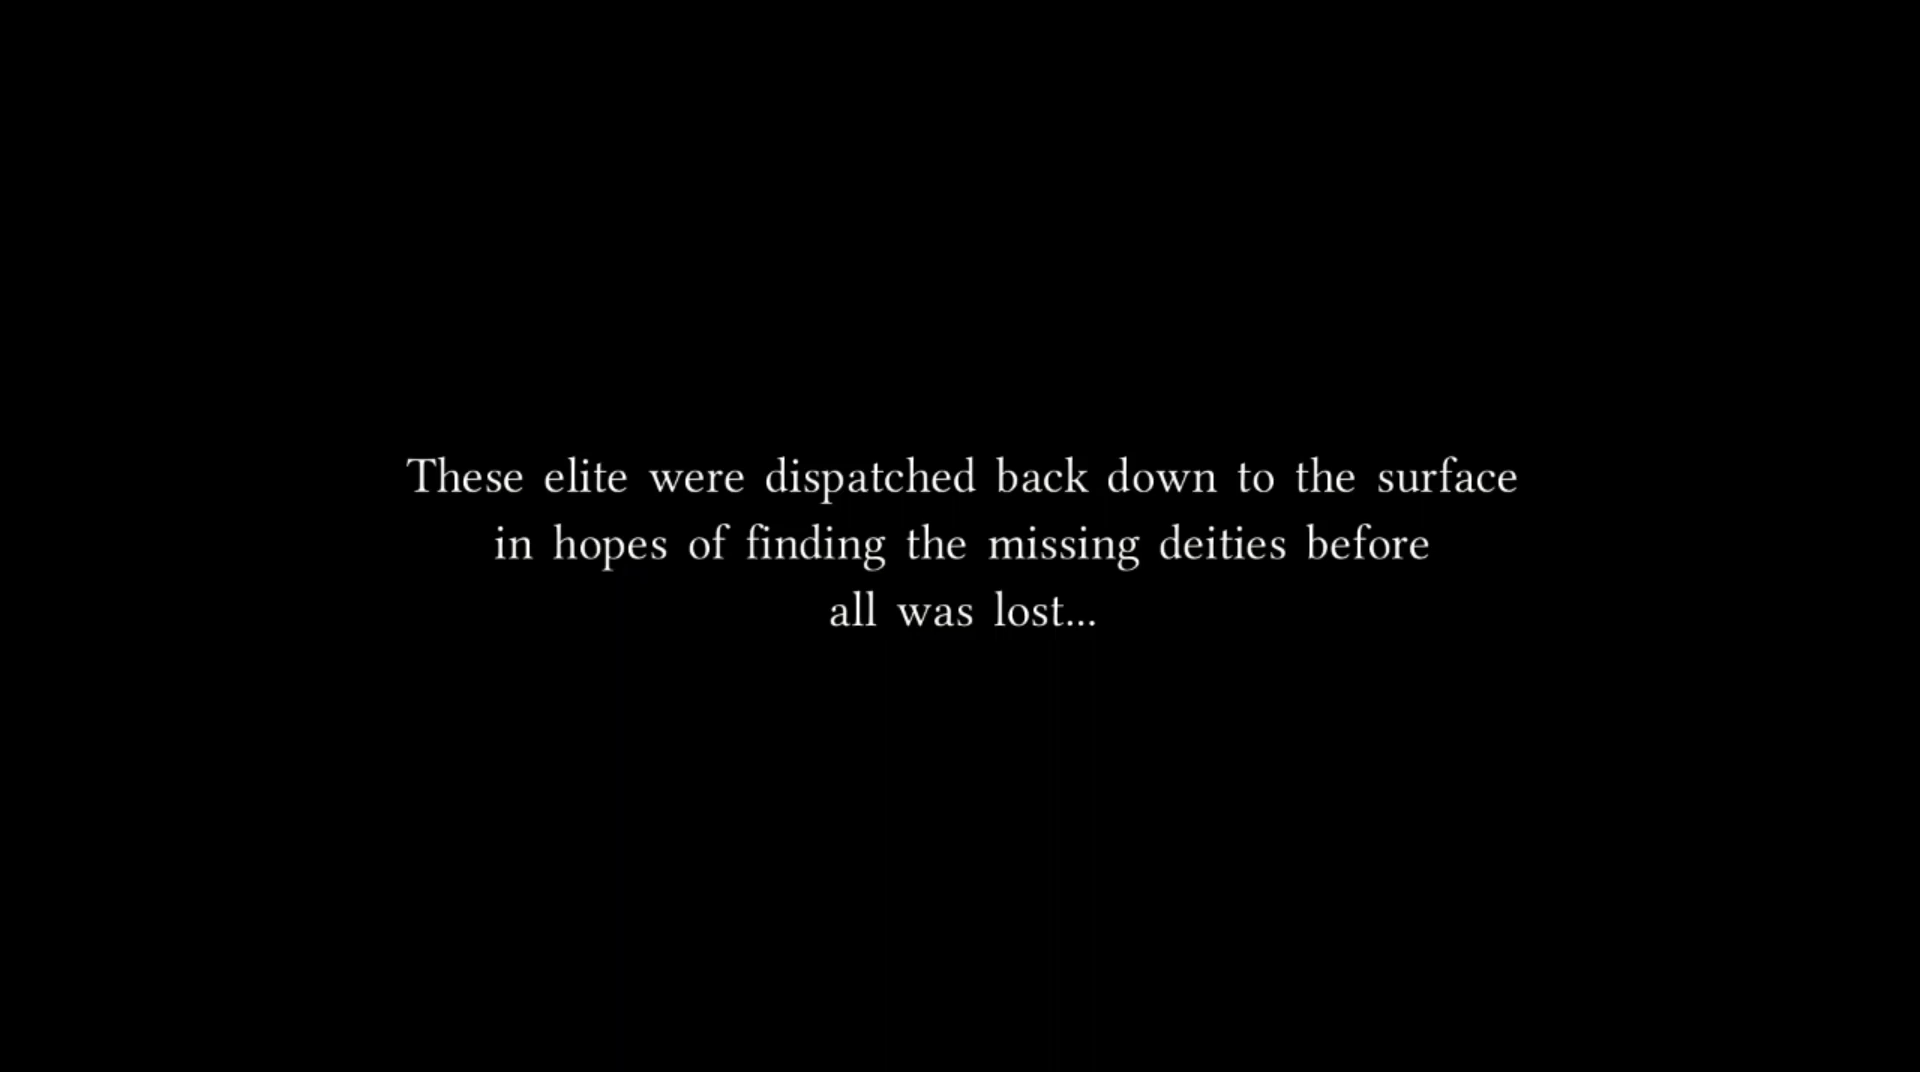 These elite were dispatched back down to the surface
in hopes of finding the missing deities before
all was lost...